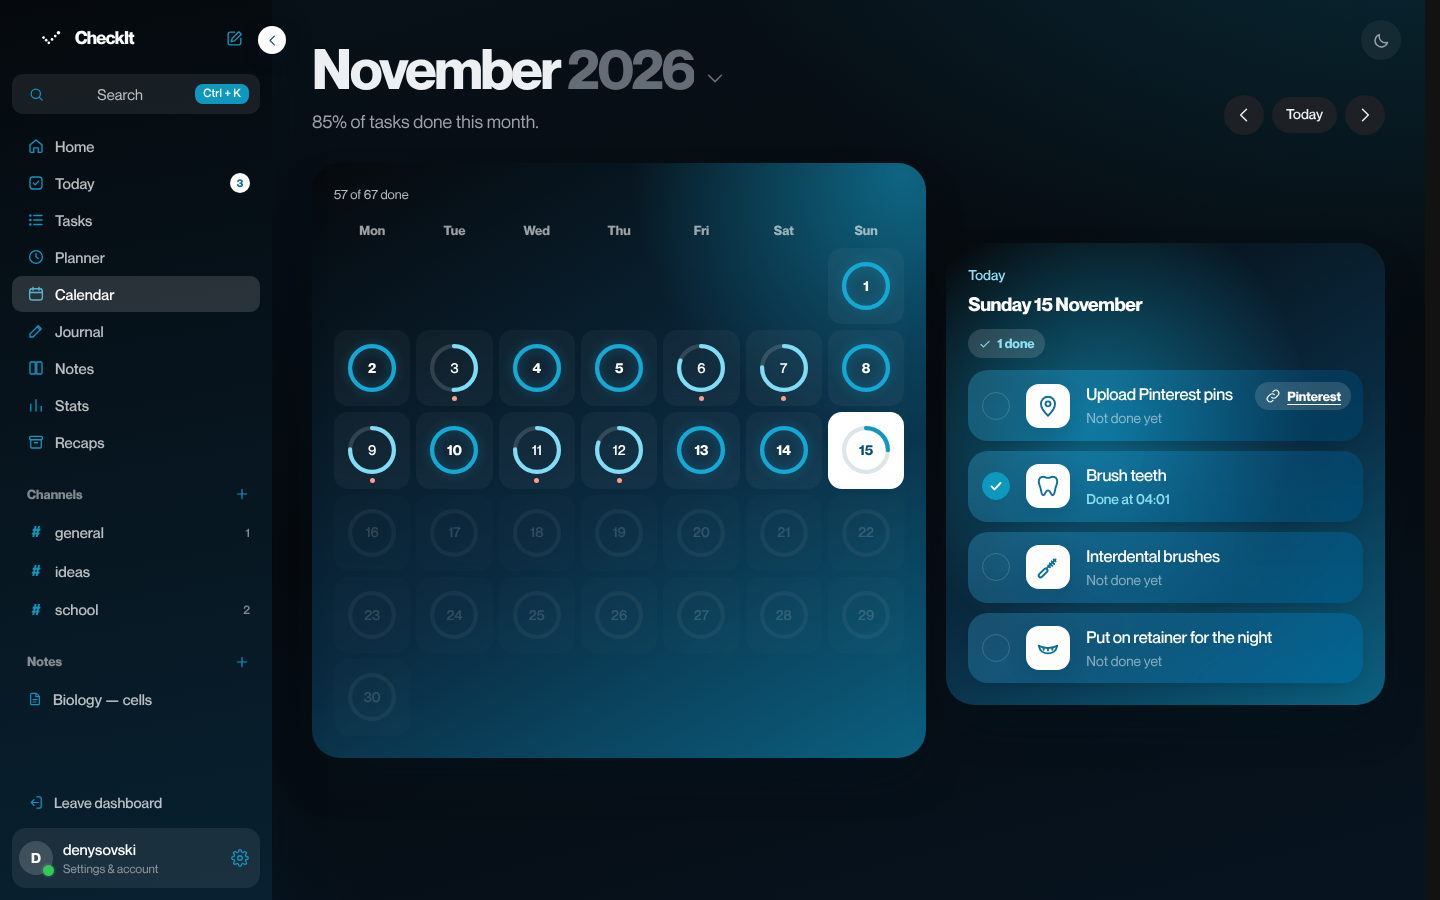 CheckIt
Search
Ctrl + K
Home
Today
3
Tasks
Planner
Calendar
Journal
Notes
Stats
Recaps
Channels
# general
1
# ideas
# school
2
Notes
Biology — cells
Leave dashboard
D
denysovski
Settings & account
November 2026
85% of tasks done this month.
Today
57 of 67 done
Mon Tue Wed Thu Fri Sat Sun
1
2 3 4 5 6 7 8
9 10 11 12 13 14 15
16 17 18 19 20 21 22
23 24 25 26 27 28 29
30
Today
Sunday 15 November
1 done
Upload Pinterest pins
Not done yet
Pinterest
Brush teeth
Done at 04:01
Interdental brushes
Not done yet
Put on retainer for the night
Not done yet